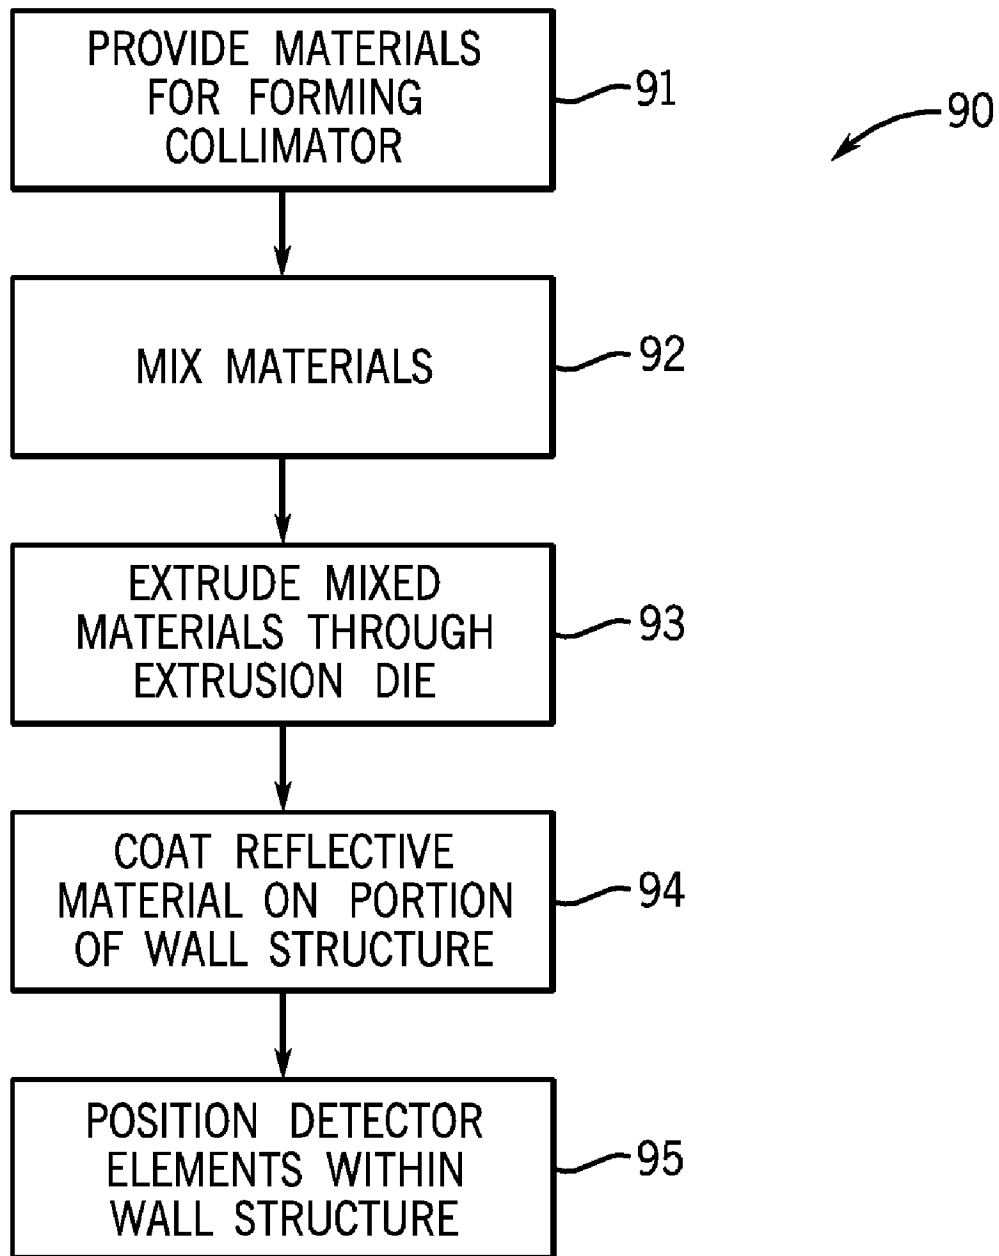 PROVIDE MATERIALS
FOR FORMING
COLLIMATOR
91
90
MIX MATERIALS
92
EXTRUDE MIXED
MATERIALS THROUGH
EXTRUSION DIE
93
COAT REFLECTIVE
MATERIAL ON PORTION
OF WALL STRUCTURE
94
POSITION DETECTOR
ELEMENTS WITHIN
WALL STRUCTURE
95